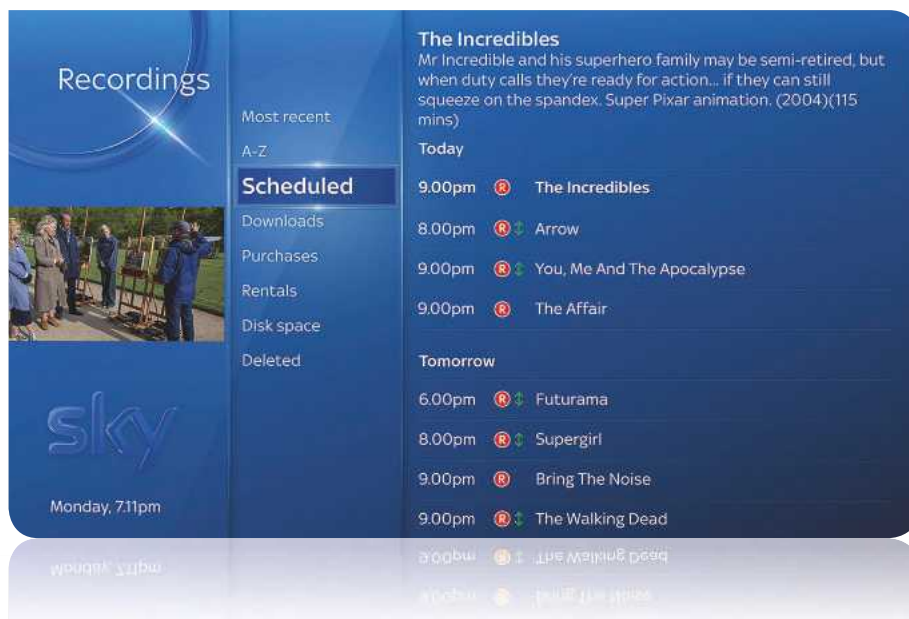 Recordings
sky
Monday, 7.11pm
Most recent
A-Z
Scheduled
Downloads
Purchases
Rentals
Disk space
Deleted
The Incredibles
Mr Incredible and his superhero family may be semi-retired, but
when duty calls they're ready for action... if they can still
squeeze on the spandex. Super Pixar animation. (2004)(115
mins)
Today
9.00pm R The Incredibles
8.00pm R Arrow
9.00pm R You, Me And The Apocalypse
9.00pm R The Affair
Tomorrow
6.00pm R Futurama
8.00pm R Supergirl
9.00pm R Bring The Noise
9.00pm R The Walking Dead